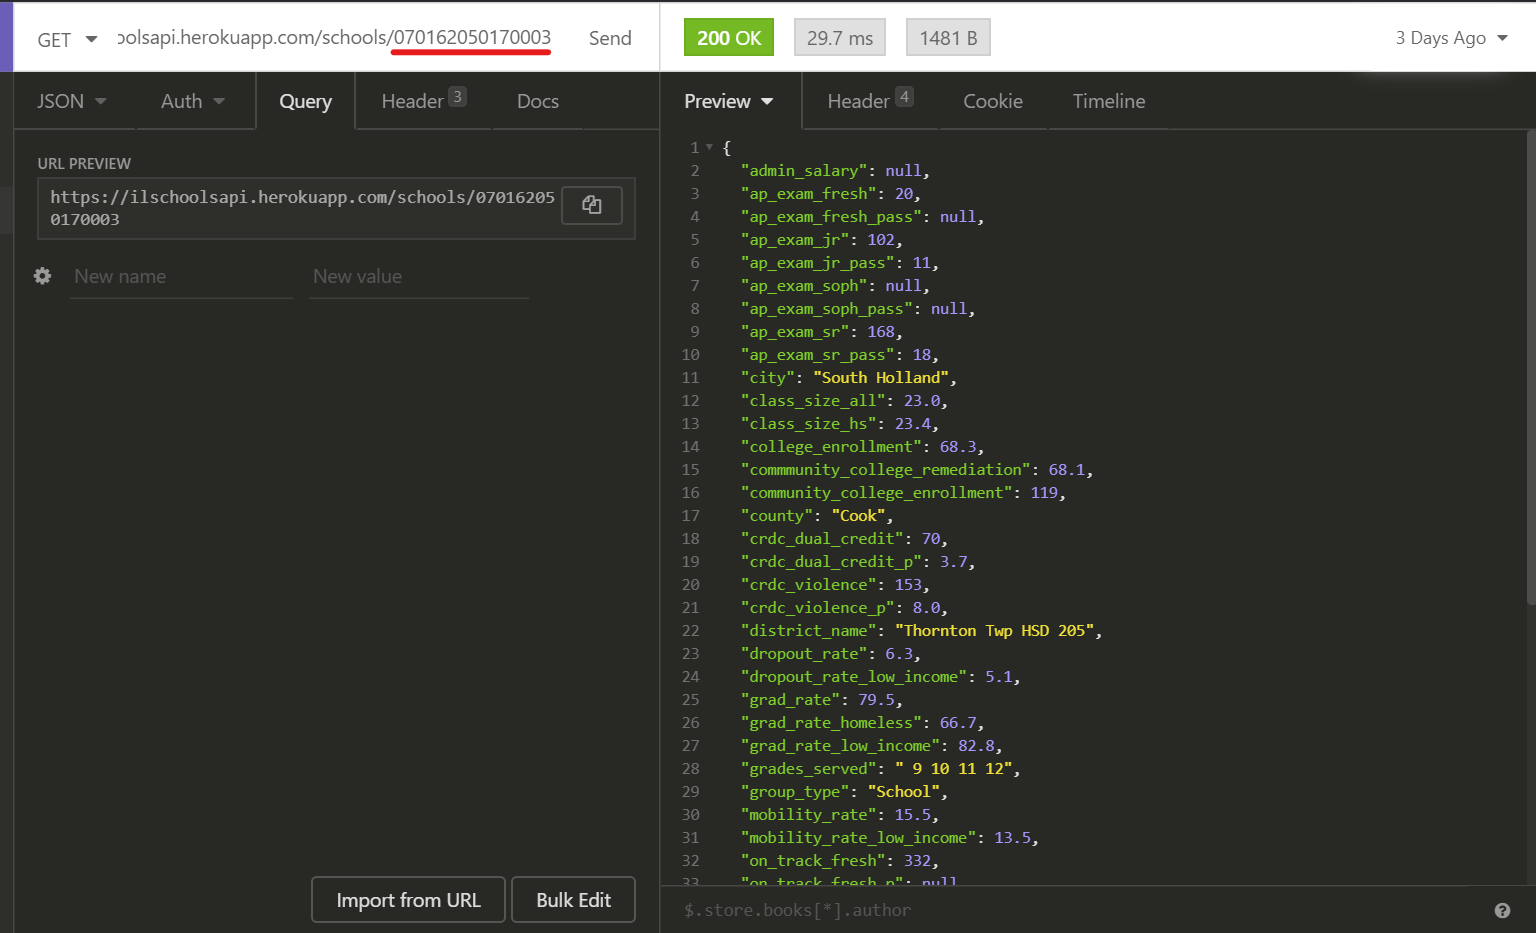 GET
oolsapi.herokuapp.com/schools/070162050170003
Send
200 OK
29.7 ms
1481 B
3 Days Ago
JSON
Auth
Query
Header 3
Docs
Preview
Header 4
Cookie
Timeline
URL PREVIEW
https://ilschoolsapi.herokuapp.com/schools/07016205
0170003
New name
New value
Import from URL
Bulk Edit
1 {
2 "admin_salary": null,
3 "ap_exam_fresh": 20,
4 "ap_exam_fresh_pass": null,
5 "ap_exam_jr": 102,
6 "ap_exam_jr_pass": 11,
7 "ap_exam_soph": null,
8 "ap_exam_soph_pass": null,
9 "ap_exam_sr": 168,
10 "ap_exam_sr_pass": 18,
11 "city": "South Holland",
12 "class_size_all": 23.0,
13 "class_size_hs": 23.4,
14 "college_enrollment": 68.3,
15 "commmunity_college_remediation": 68.1,
16 "community_college_enrollment": 119,
17 "county": "Cook",
18 "crdc_dual_credit": 70,
19 "crdc_dual_credit_p": 3.7,
20 "crdc_violence": 153,
21 "crdc_violence_p": 8.0,
22 "district_name": "Thornton Twp HSD 205",
23 "dropout_rate": 6.3,
24 "dropout_rate_low_income": 5.1,
25 "grad_rate": 79.5,
26 "grad_rate_homeless": 66.7,
27 "grad_rate_low_income": 82.8,
28 "grades_served": " 9 10 11 12",
29 "group_type": "School",
30 "mobility_rate": 15.5,
31 "mobility_rate_low_income": 13.5,
32 "on_track_fresh": 332,
33 "on_track_fresh_p": null
$.store.books[*].author